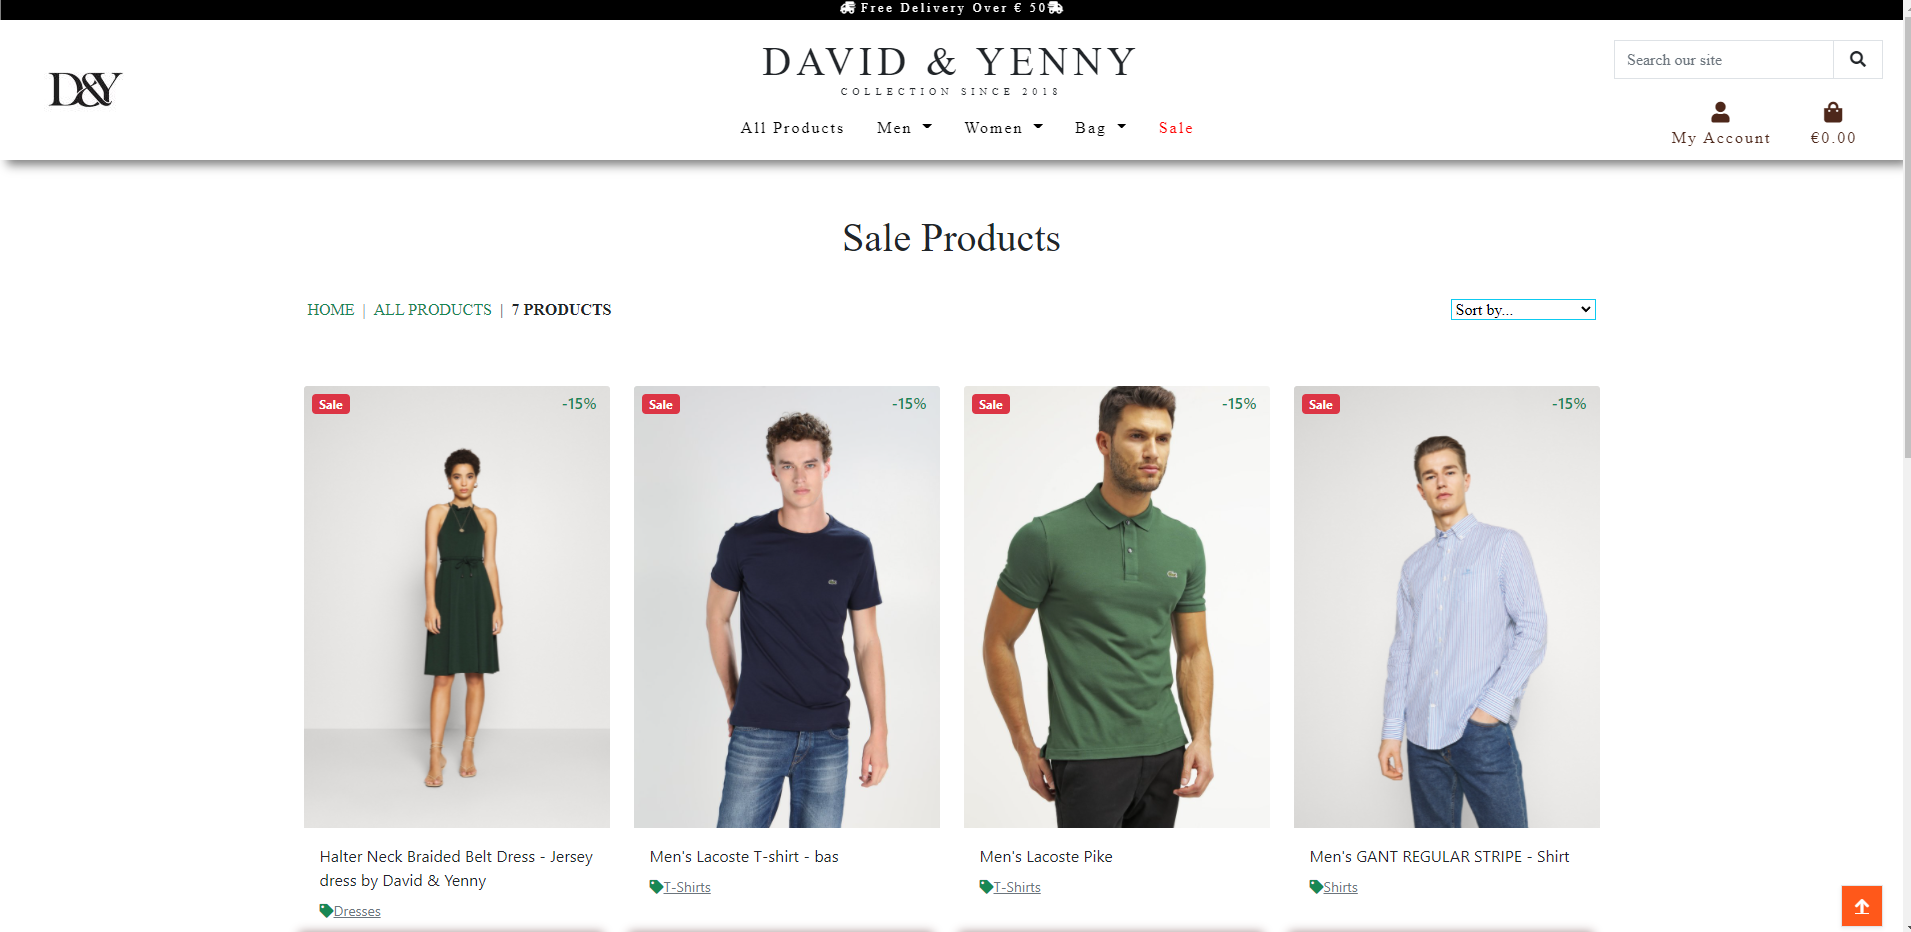 Free Delivery Over € 50
D&Y
DAVID & YENNY
COLLECTION SINCE 2018
Search our site
All Products
Men
Women
Bag
Sale
My Account
€0.00
Sale Products
HOME | ALL PRODUCTS | 7 PRODUCTS
Sort by...
Sale
-15%
Sale
-15%
Sale
-15%
Sale
-15%
Halter Neck Braided Belt Dress - Jersey
dress by David & Yenny
Dresses
Men's Lacoste T-shirt - bas
T-Shirts
Men's Lacoste Pike
T-Shirts
Men's GANT REGULAR STRIPE - Shirt
Shirts